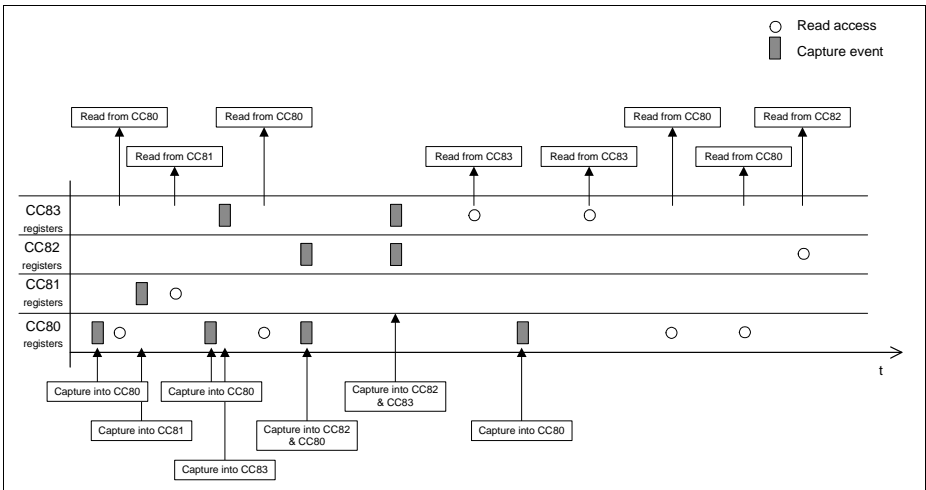 Read access
Capture event
Read from CC80
Read from CC80
Read from CC80
Read from CC82
Read from CC81
Read from CC83
Read from CC83
Read from CC80
CC83
registers
CC82
registers
CC81
registers
CC80
registers
t
Capture into CC80
Capture into CC80
Capture into CC82
& CC83
Capture into CC81
Capture into CC82
& CC80
Capture into CC80
Capture into CC83